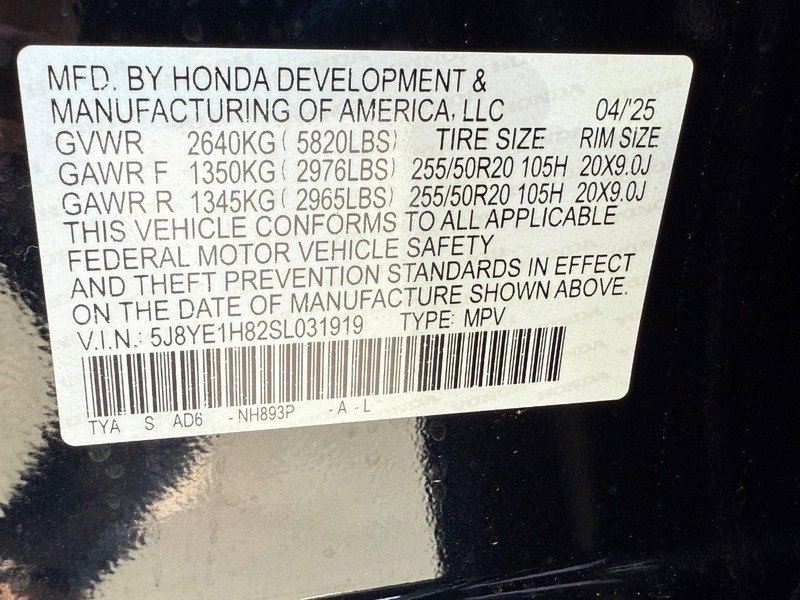 MFD. BY HONDA DEVELOPMENT &
MANUFACTURING OF AMERICA, LLC 04/'25
GVWR 2640KG ( 5820LBS) TIRE SIZE RIM SIZE
GAWR F 1350KG ( 2976LBS) 255/50R20 105H 20X9.0J
GAWR R 1345KG ( 2965LBS) 255/50R20 105H 20X9.0J
THIS VEHICLE CONFORMS TO ALL APPLICABLE
FEDERAL MOTOR VEHICLE SAFETY
AND THEFT PREVENTION STANDARDS IN EFFECT
ON THE DATE OF MANUFACTURE SHOWN ABOVE.
V.I.N.: 5J8YE1H82SL031919 TYPE: MPV
TYA S AD6 -NH893P -A -L